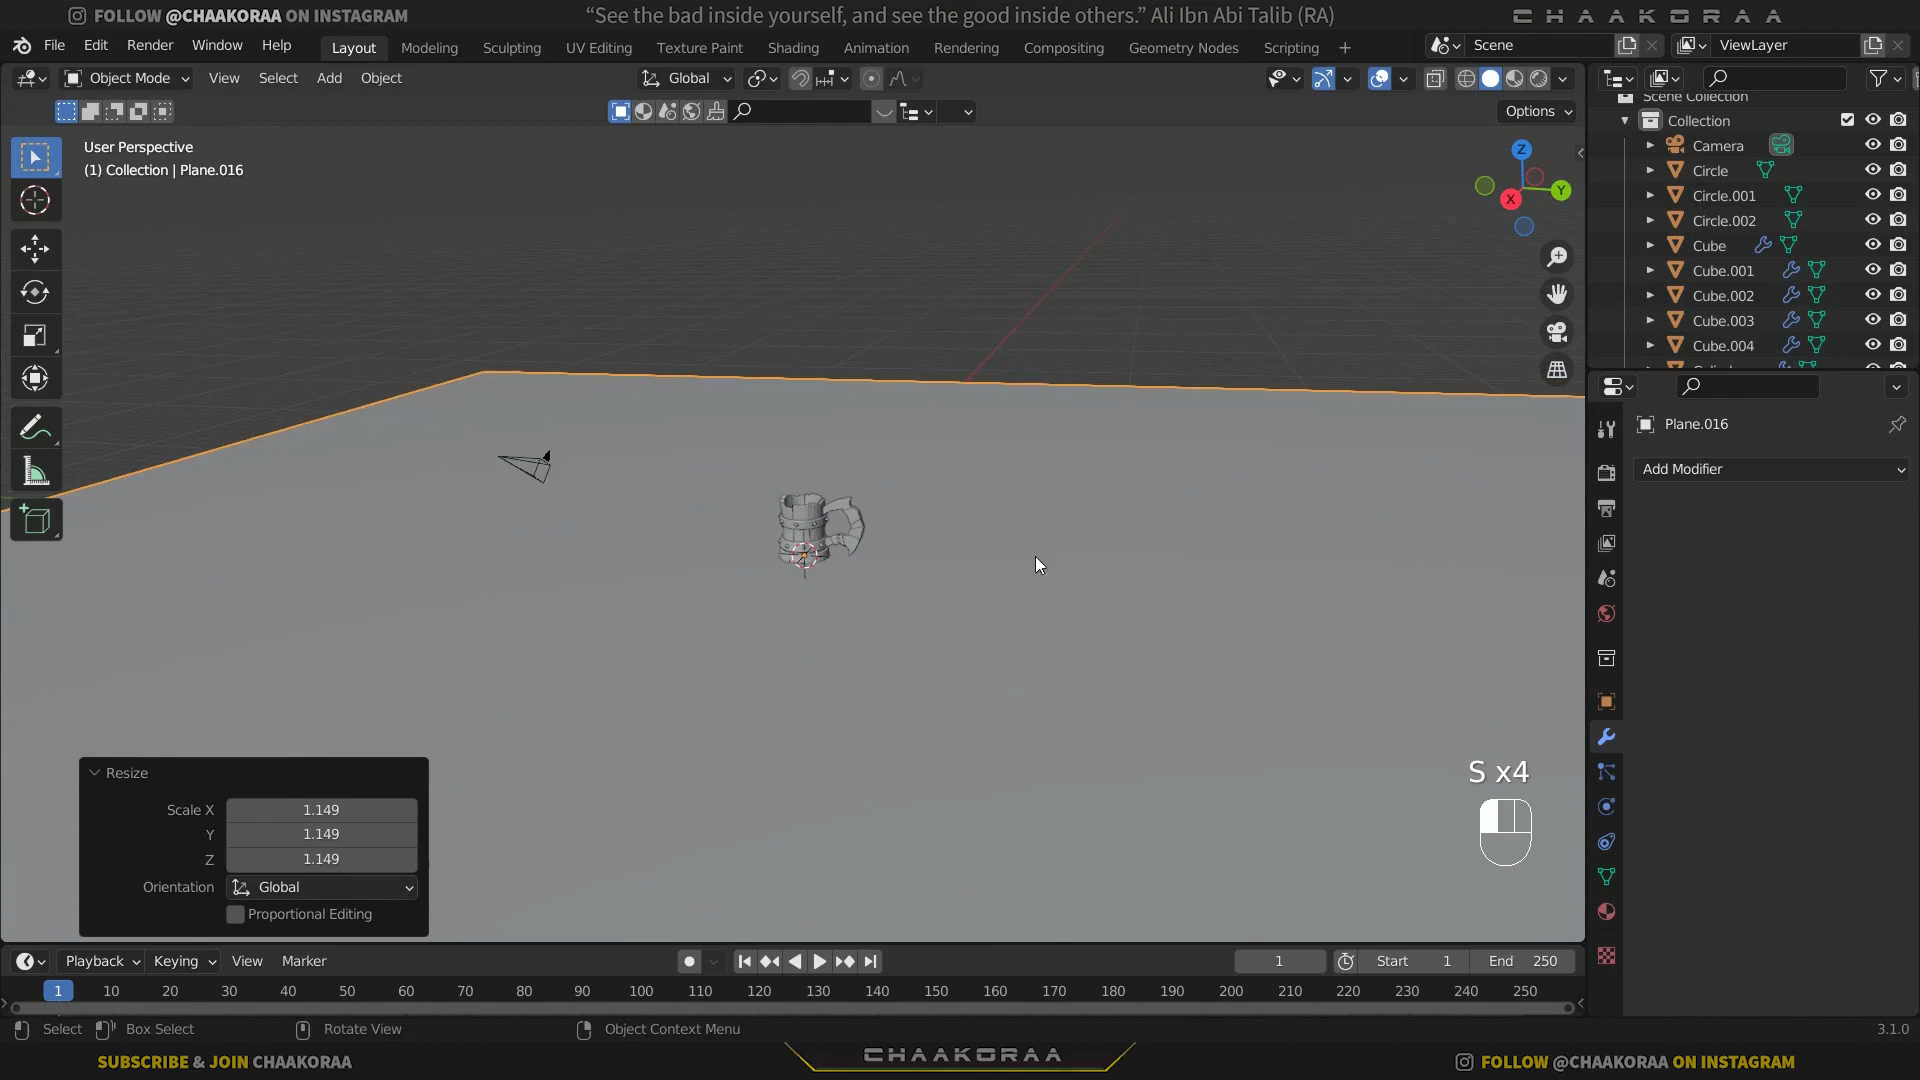 FOLLOW @CHAAKORAA ON INSTAGRAM
“See the bad inside yourself, and see the good inside others.” Ali Ibn Abi Talib (RA)
CHAAKORAA
File Edit Render Window Help
Layout Modeling Sculpting UV Editing Texture Paint Shading Animation Rendering Compositing Geometry Nodes Scripting +
Scene
ViewLayer
Object Mode View Select Add Object
Global
Options
User Perspective
(1) Collection | Plane.016
Z
Y
X
Scene Collection
Collection
Camera
Circle
Circle.001
Circle.002
Cube
Cube.001
Cube.002
Cube.003
Cube.004
Plane.016
Add Modifier
S x4
Resize
Scale X 1.149
Y 1.149
Z 1.149
Orientation Global
Proportional Editing
Playback Keying View Marker
1
Start 1
End 250
1 10 20 30 40 50 60 70 80 90 100 110 120 130 140 150 160 170 180 190 200 210 220 230 240 250
Select Box Select Rotate View Object Context Menu
3.1.0
SUBSCRIBE & JOIN CHAAKORAA
CHAAKORAA
FOLLOW @CHAAKORAA ON INSTAGRAM